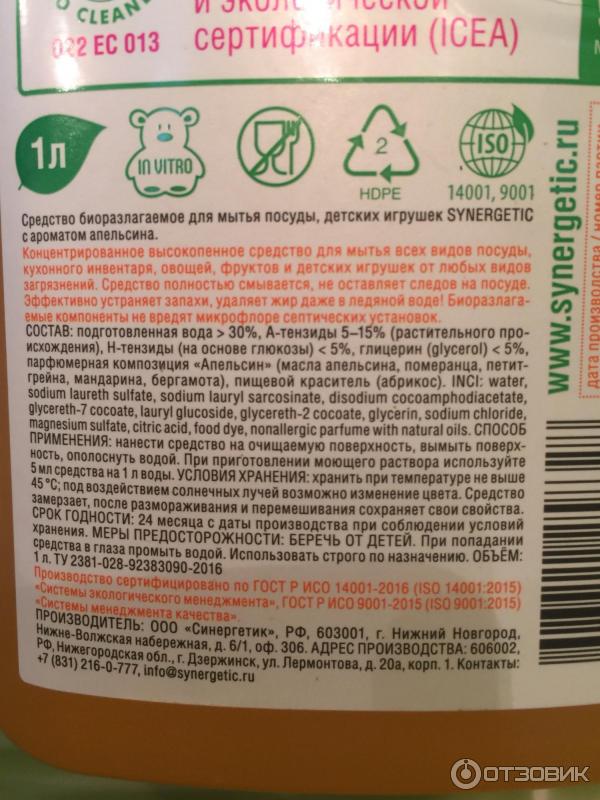 O CLEANE
022 EC 013
и экологической
сертификации (ICEA)
1л
IN VITRO
2
HDPE
ISO
14001, 9001
Средство биоразлагаемое для мытья посуды, детских игрушек SYNERGETIC
с ароматом апельсина.
Концентрированное высокопенное средство для мытья всех видов посуды,
кухонного инвентаря, овощей, фруктов и детских игрушек от любых видов
загрязнений. Средство полностью смывается, не оставляет следов на посуде.
Эффективно устраняет запахи, удаляет жир даже в ледяной воде! Биоразлага-
емые компоненты не вредят микрофлоре септических установок.
СОСТАВ: подготовленная вода > 30%, А-тензиды 5–15% (растительного про-
исхождения), Н-тензиды (на основе глюкозы) < 5%, глицерин (glycerol) < 5%,
парфюмерная композиция «Апельсин» (масла апельсина, померанца, петит-
грейна, мандарина, бергамота), пищевой краситель (абрикос). INCI: water,
sodium laureth sulfate, sodium lauryl sarcosinate, disodium cocoamphodiacetate,
glycereth-7 cocoate, lauryl glucoside, glycereth-2 cocoate, glycerin, sodium chloride,
magnesium sulfate, citric acid, food dye, nonallergic parfume with natural oils. СПОСОБ
ПРИМЕНЕНИЯ: нанести средство на очищаемую поверхность, вымыть поверх-
ность, ополоснуть водой. При приготовлении моющего раствора используйте
5 мл средства на 1 л воды. УСЛОВИЯ ХРАНЕНИЯ: хранить при температуре не выше
45 °С; под воздействием солнечных лучей возможно изменение цвета. Средство
замерзает, после размораживания и перемешивания сохраняет свои свойства.
СРОК ГОДНОСТИ: 24 месяца с даты производства при соблюдении условий
хранения. МЕРЫ ПРЕДОСТОРОЖНОСТИ: БЕРЕЧЬ ОТ ДЕТЕЙ. При попадании
средства в глаза промыть водой. Использовать строго по назначению. ОБЪЁМ:
1 л. ТУ 2381-028-92383090-2016
Производство сертифицировано по ГОСТ Р ИСО 14001-2016 (ISO 14001:2015)
«Системы экологического менеджмента», ГОСТ Р ИСО 9001-2015 (ISO 9001:2015)
«Системы менеджмента качества».
ПРОИЗВОДИТЕЛЬ: ООО «Синергетик», РФ, 603001, г. Нижний Новгород,
Нижне-Волжская набережная, д. 6/1, оф. 306. АДРЕС ПРОИЗВОДСТВА: 606002,
РФ, Нижегородская обл., г. Дзержинск, ул. Лермонтова, д. 20а, корп. 1. Контакты:
+7 (831) 216-0-777, info@synergetic.ru
www.synergetic.ru
дата производства / номер партии
ОТЗОВИК